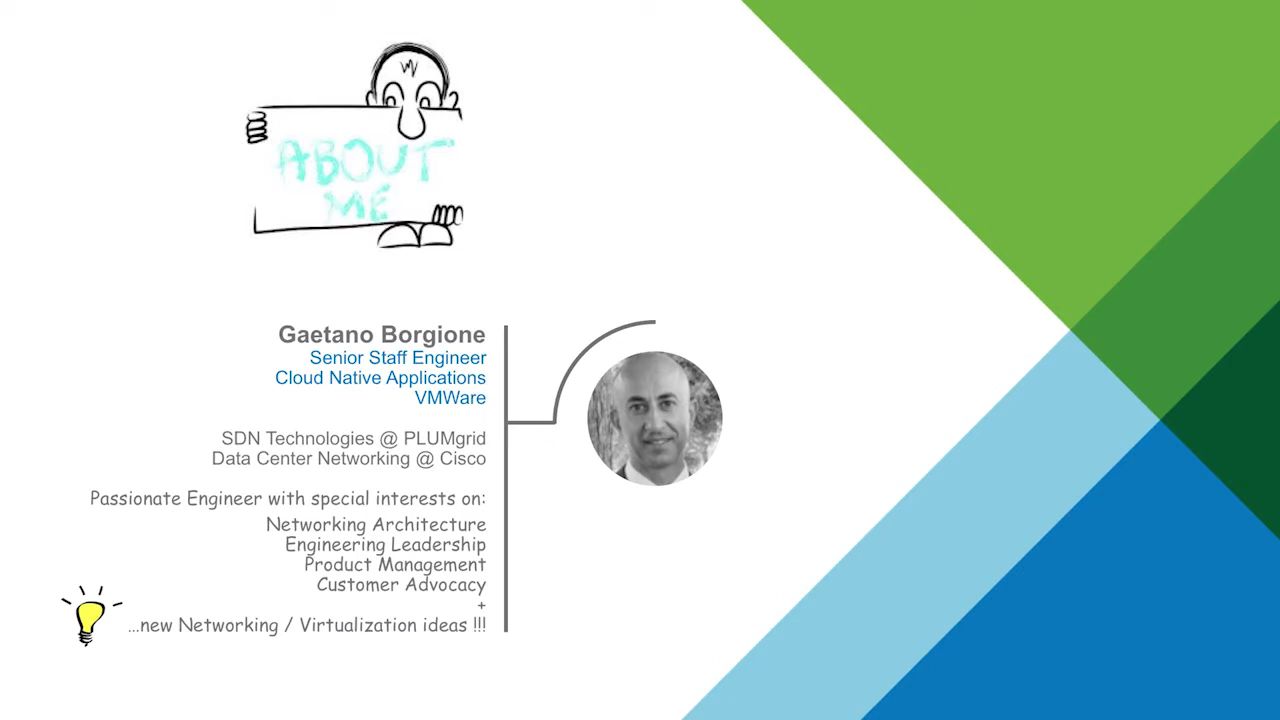 ABOUT
ME
Gaetano Borgione
Senior Staff Engineer
Cloud Native Applications
VMWare
SDN Technologies @ PLUMgrid
Data Center Networking @ Cisco
Passionate Engineer with special interests on:
Networking Architecture
Engineering Leadership
Product Management
Customer Advocacy
+
...new Networking / Virtualization ideas !!!